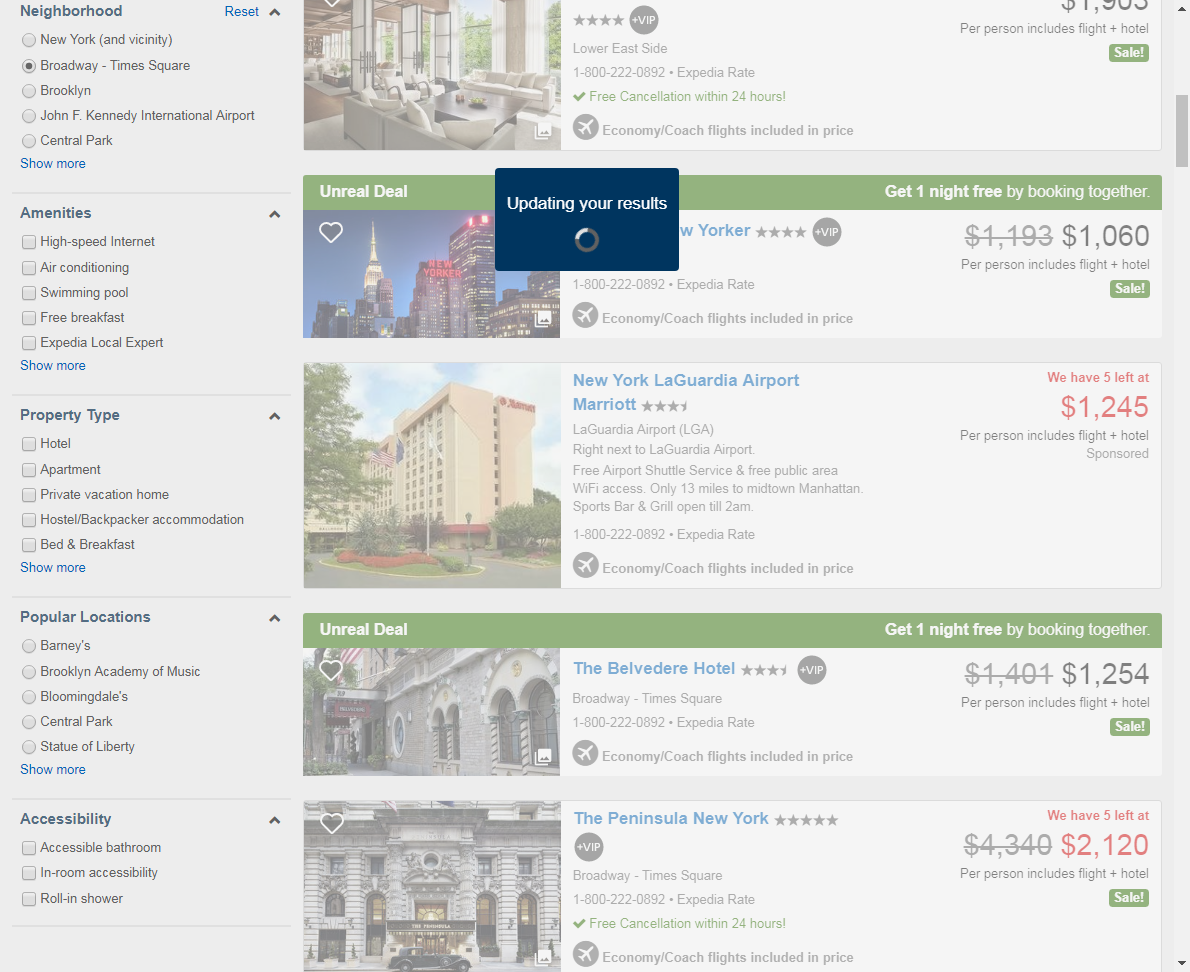 Neighborhood
Reset
New York (and vicinity)
Broadway - Times Square
Brooklyn
John F. Kennedy International Airport
Central Park
Show more
Amenities
High-speed Internet
Air conditioning
Swimming pool
Free breakfast
Expedia Local Expert
Show more
Property Type
Hotel
Apartment
Private vacation home
Hostel/Backpacker accommodation
Bed & Breakfast
Show more
Popular Locations
Barney's
Brooklyn Academy of Music
Bloomingdale's
Central Park
Statue of Liberty
Show more
Accessibility
Accessible bathroom
In-room accessibility
Roll-in shower
$1,903
+VIP
Per person includes flight + hotel
Sale!
Lower East Side
1-800-222-0892 • Expedia Rate
Free Cancellation within 24 hours!
Economy/Coach flights included in price
Updating your results
Unreal Deal
Get 1 night free by booking together.
NEW YORKER
w Yorker
+VIP
$1,193 $1,060
Per person includes flight + hotel
Sale!
1-800-222-0892 • Expedia Rate
Economy/Coach flights included in price
Marriott
New York LaGuardia Airport
Marriott
We have 5 left at
$1,245
Per person includes flight + hotel
Sponsored
LaGuardia Airport (LGA)
Right next to LaGuardia Airport.
Free Airport Shuttle Service & free public area
WiFi access. Only 13 miles to midtown Manhattan.
Sports Bar & Grill open till 2am.
1-800-222-0892 • Expedia Rate
Economy/Coach flights included in price
Unreal Deal
Get 1 night free by booking together.
BELVEDERE
The Belvedere Hotel
+VIP
$1,401 $1,254
Per person includes flight + hotel
Sale!
Broadway - Times Square
1-800-222-0892 • Expedia Rate
Economy/Coach flights included in price
THE PENINSULA
The Peninsula New York
+VIP
We have 5 left at
$4,340 $2,120
Per person includes flight + hotel
Sale!
Broadway - Times Square
1-800-222-0892 • Expedia Rate
Free Cancellation within 24 hours!
Economy/Coach flights included in price